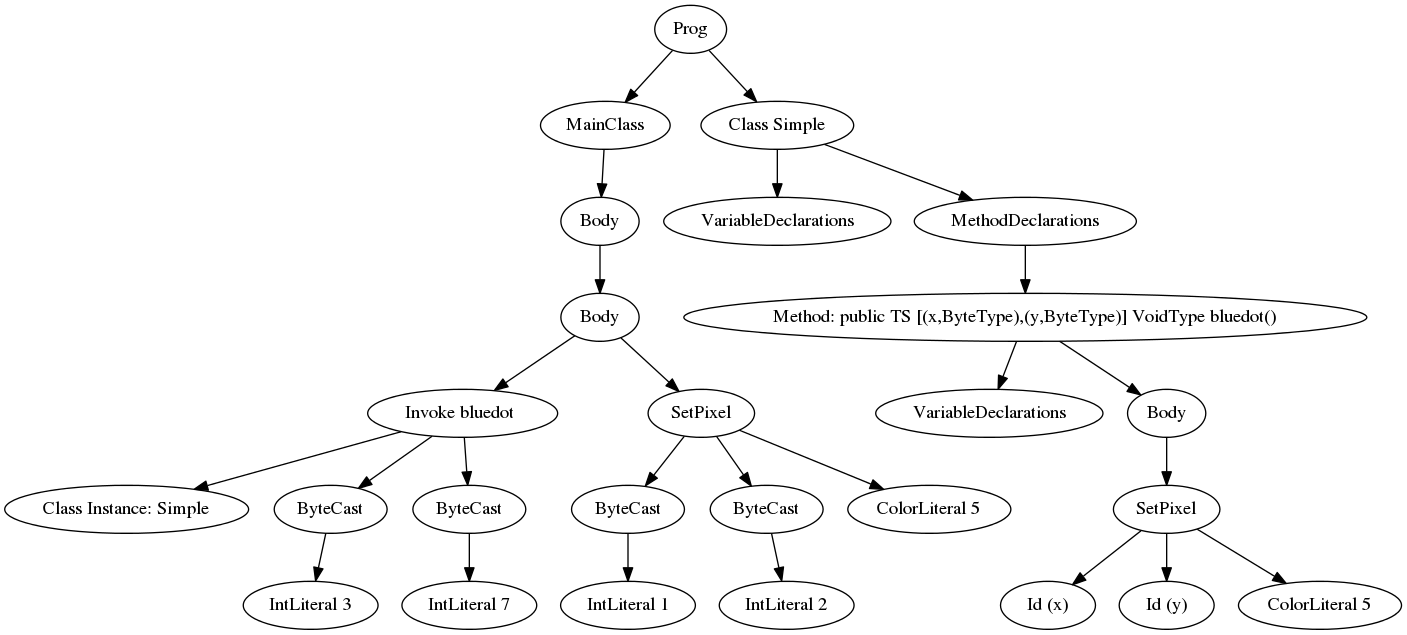 Prog
MainClass
Class Simple
Body
VariableDeclarations
MethodDeclarations
Body
Method: public TS [(x,ByteType),(y,ByteType)] VoidType bluedot()
Invoke bluedot
SetPixel
VariableDeclarations
Body
Class Instance: Simple
ByteCast
ByteCast
ByteCast
ByteCast
ColorLiteral 5
SetPixel
IntLiteral 3
IntLiteral 7
IntLiteral 1
IntLiteral 2
Id (x)
Id (y)
ColorLiteral 5